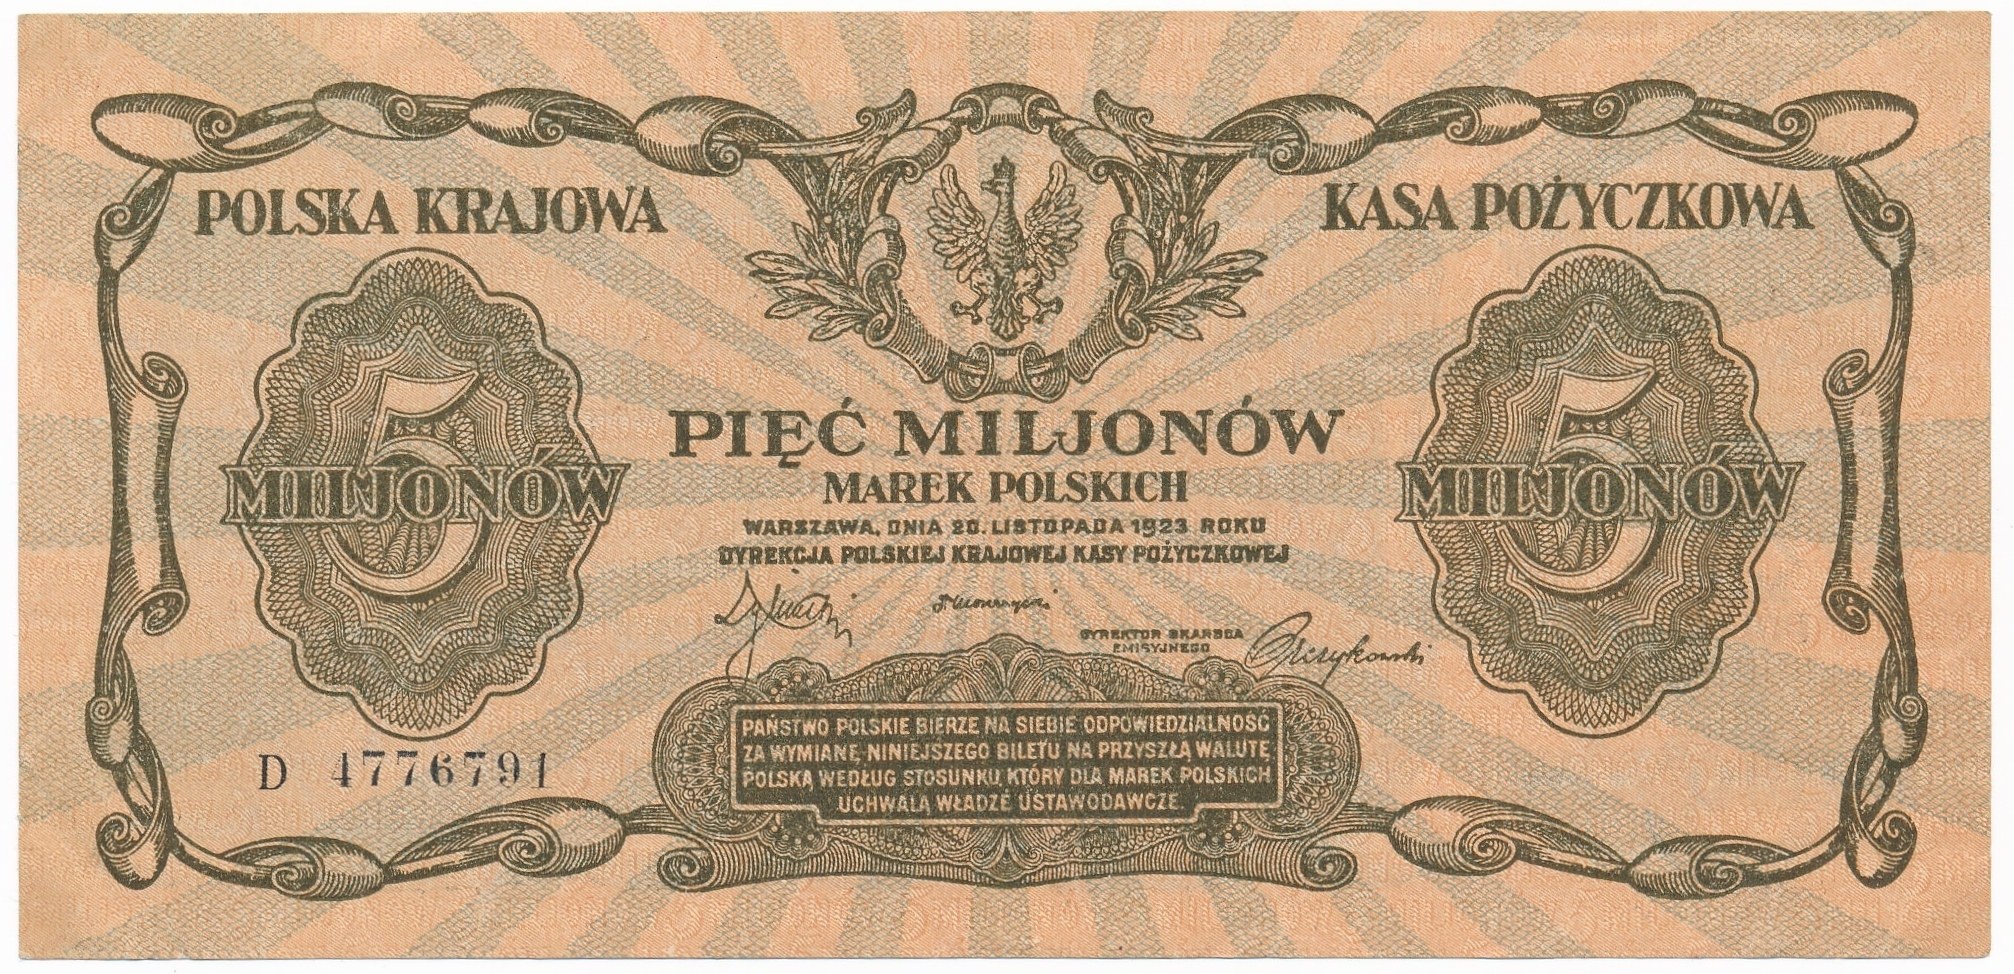 POLSKA KRAJOWA
KASA POŻYCZKOWA
5
MILJONÓW
5
MILJONÓW
PIĘĆ MILJONÓW
MAREK POLSKICH
WARSZAWA, DNIA 20. LISTOPADA 1923 ROKU
DYREKCJA POLSKIEJ KRAJOWEJ KASY POŻYCZKOWEJ
DYREKTOR SKARBCA
EMISYJNEGO
PAŃSTWO POLSKIE BIERZE NA SIEBIE ODPOWIEDZIALNOŚĆ
ZA WYMIANĘ NINIEJSZEGO BILETU NA PRZYSZŁĄ WALUTĘ
POLSKĄ WEDŁUG STOSUNKU, KTÓRY DLA MAREK POLSKICH
UCHWALĄ WŁADZE USTAWODAWCZE.
D 4776791